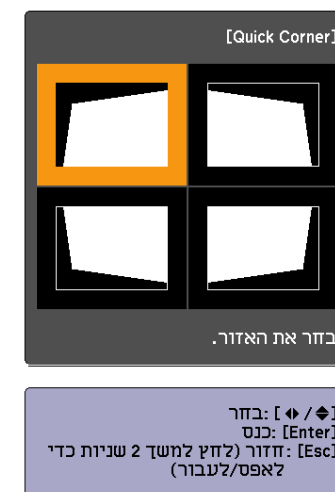 [Quick Corner]
בחר את האזור.
[⬥ / ⬥] :בחר
[Enter] :כנס
[Esc] :חזור (לחץ למשך 2 שניות כדי
לאפס/לעבור)